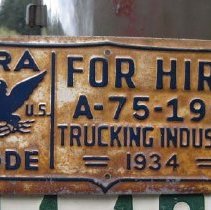 RA
U.S.
DE
FOR HIR
A-75-19
TRUCKING INDUS
1934